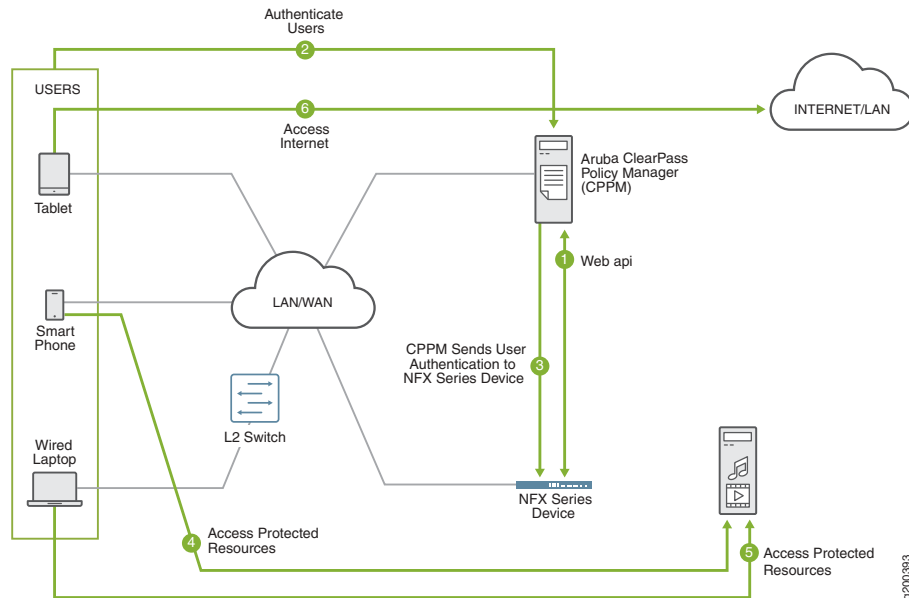 Authenticate
Users
2
USERS
6
Access
Internet
INTERNET/LAN
Aruba ClearPass
Policy Manager
(CPPM)
Tablet
1
Web api
LAN/WAN
Smart
Phone
CPPM Sends User
Authentication to
NFX Series Device
3
L2 Switch
Wired
Laptop
NFX Series
Device
4
Access Protected
Resources
5
Access Protected
Resources
g200393